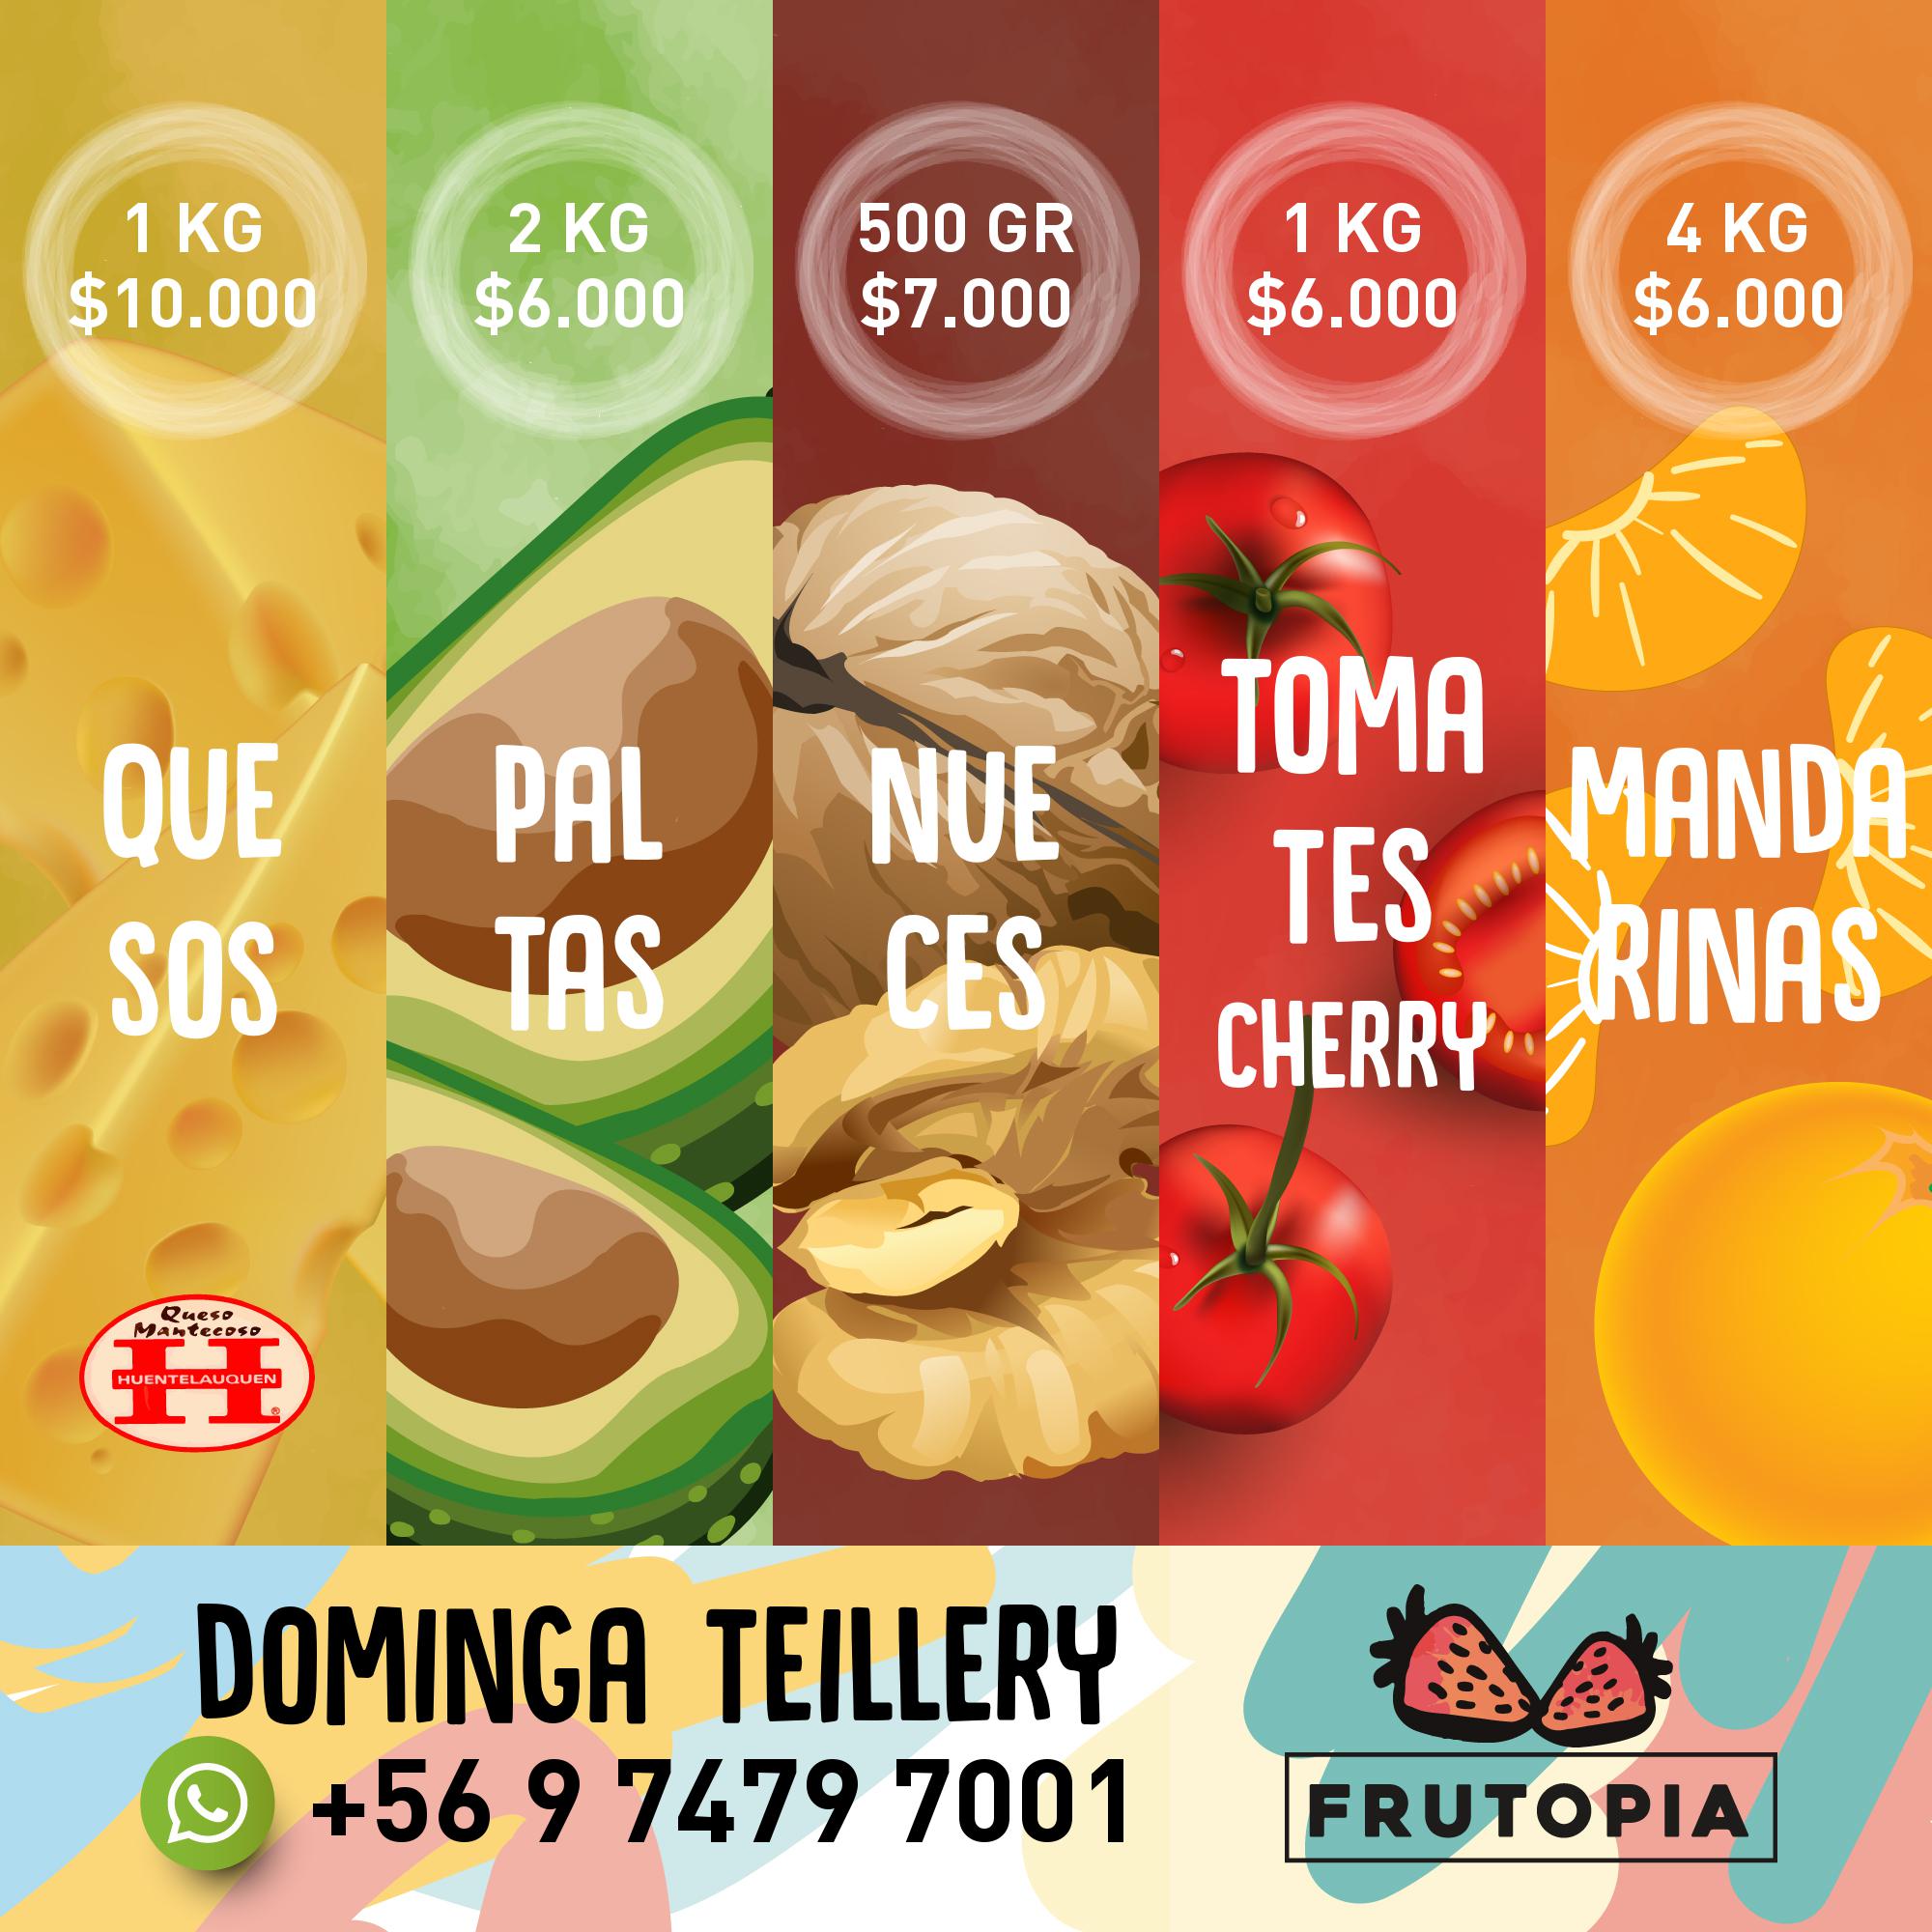 1 KG
$10.000
QUE
SOS
Queso
Mantecoso
H
HUENTELAUQUEN
®
2 KG
$6.000
PAL
TAS
500 GR
$7.000
NUE
CES
1 KG
$6.000
TOMA
TES
CHERRY
4 KG
$6.000
MANDA
RINAS
DOMINGA TEILLERY
+56 9 7479 7001
FRUTOPIA